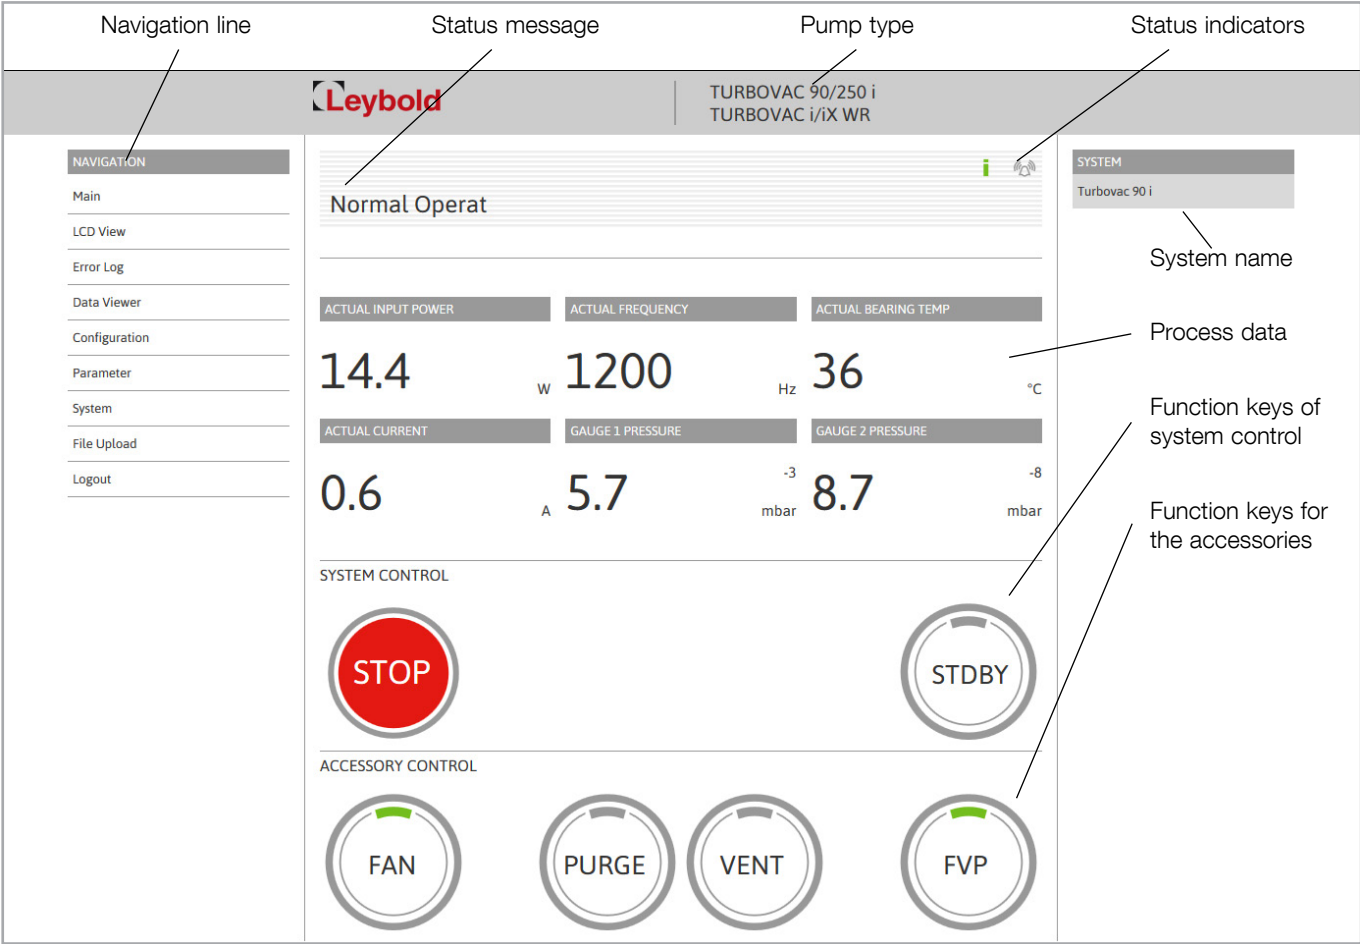 Navigation line
Status message
Pump type
Status indicators
Leybold
TURBOVAC 90/250 i
TURBOVAC i/iX WR
NAVIGATION
Main
LCD View
Error Log
Data Viewer
Configuration
Parameter
System
File Upload
Logout
i
Normal Operat
SYSTEM
Turbovac 90 i
System name
ACTUAL INPUT POWER
14.4 W
ACTUAL FREQUENCY
1200 Hz
ACTUAL BEARING TEMP
36 °C
Process data
ACTUAL CURRENT
0.6 A
GAUGE 1 PRESSURE
5.7 -3 mbar
GAUGE 2 PRESSURE
8.7 -8 mbar
Function keys of
system control
Function keys for
the accessories
SYSTEM CONTROL
STOP
STDBY
ACCESSORY CONTROL
FAN
PURGE
VENT
FVP